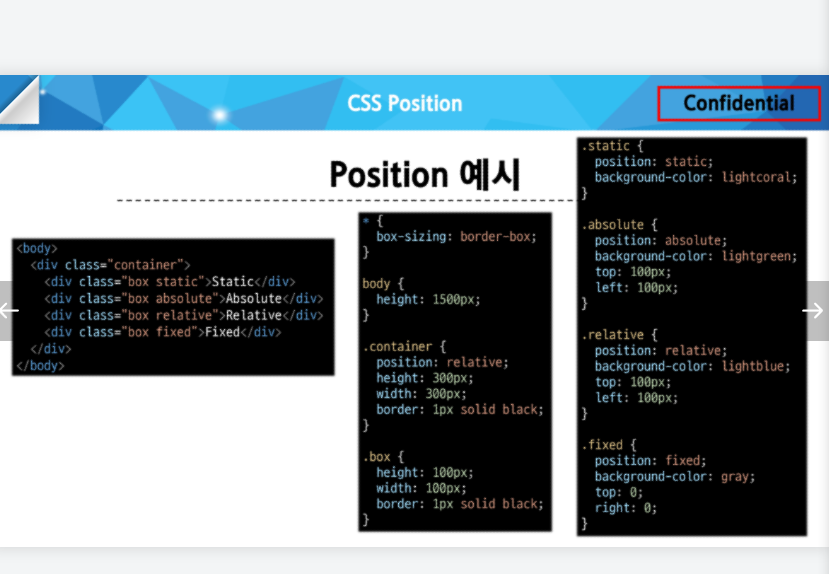 CSS Position
Confidential
Position 예시
<body>
  <div class="container">
    <div class="box static">Static</div>
    <div class="box absolute">Absolute</div>
    <div class="box relative">Relative</div>
    <div class="box fixed">Fixed</div>
  </div>
</body>
* {
  box-sizing: border-box;
}
body {
  height: 1500px;
}
.container {
  position: relative;
  height: 300px;
  width: 300px;
  border: 1px solid black;
}
.box {
  height: 100px;
  width: 100px;
  border: 1px solid black;
}
.static {
  position: static;
  background-color: lightcoral;
}
.absolute {
  position: absolute;
  background-color: lightgreen;
  top: 100px;
  left: 100px;
}
.relative {
  position: relative;
  background-color: lightblue;
  top: 100px;
  left: 100px;
}
.fixed {
  position: fixed;
  background-color: gray;
  top: 0;
  right: 0;
}